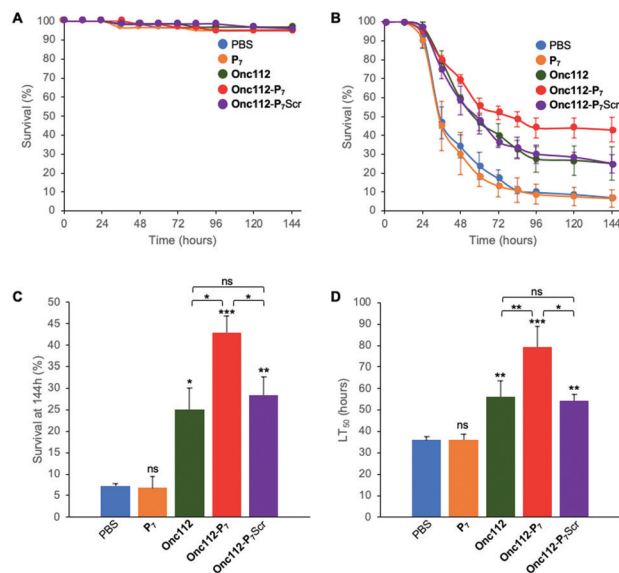 A
B
Survival (%)
100
90
80
70
60
50
40
30
20
10
0
0 24 48 72 96 120 144
Time (hours)
PBS
P₇
Onc112
Onc112-P₇
Onc112-P₇Scr
Survival (%)
100
90
80
70
60
50
40
30
20
10
0
0 24 48 72 96 120 144
Time (hours)
PBS
P₇
Onc112
Onc112-P₇
Onc112-P₇Scr
C
D
Survival at 144h (%)
50
45
40
35
30
25
20
15
10
5
0
ns
* *
***
**
*
ns
PBS
P₇
Onc112
Onc112-P₇
Onc112-P₇Scr
LT₅₀ (hours)
100
90
80
70
60
50
40
30
20
10
0
ns
** *
***
**
**
ns
PBS
P₇
Onc112
Onc112-P₇
Onc112-P₇Scr